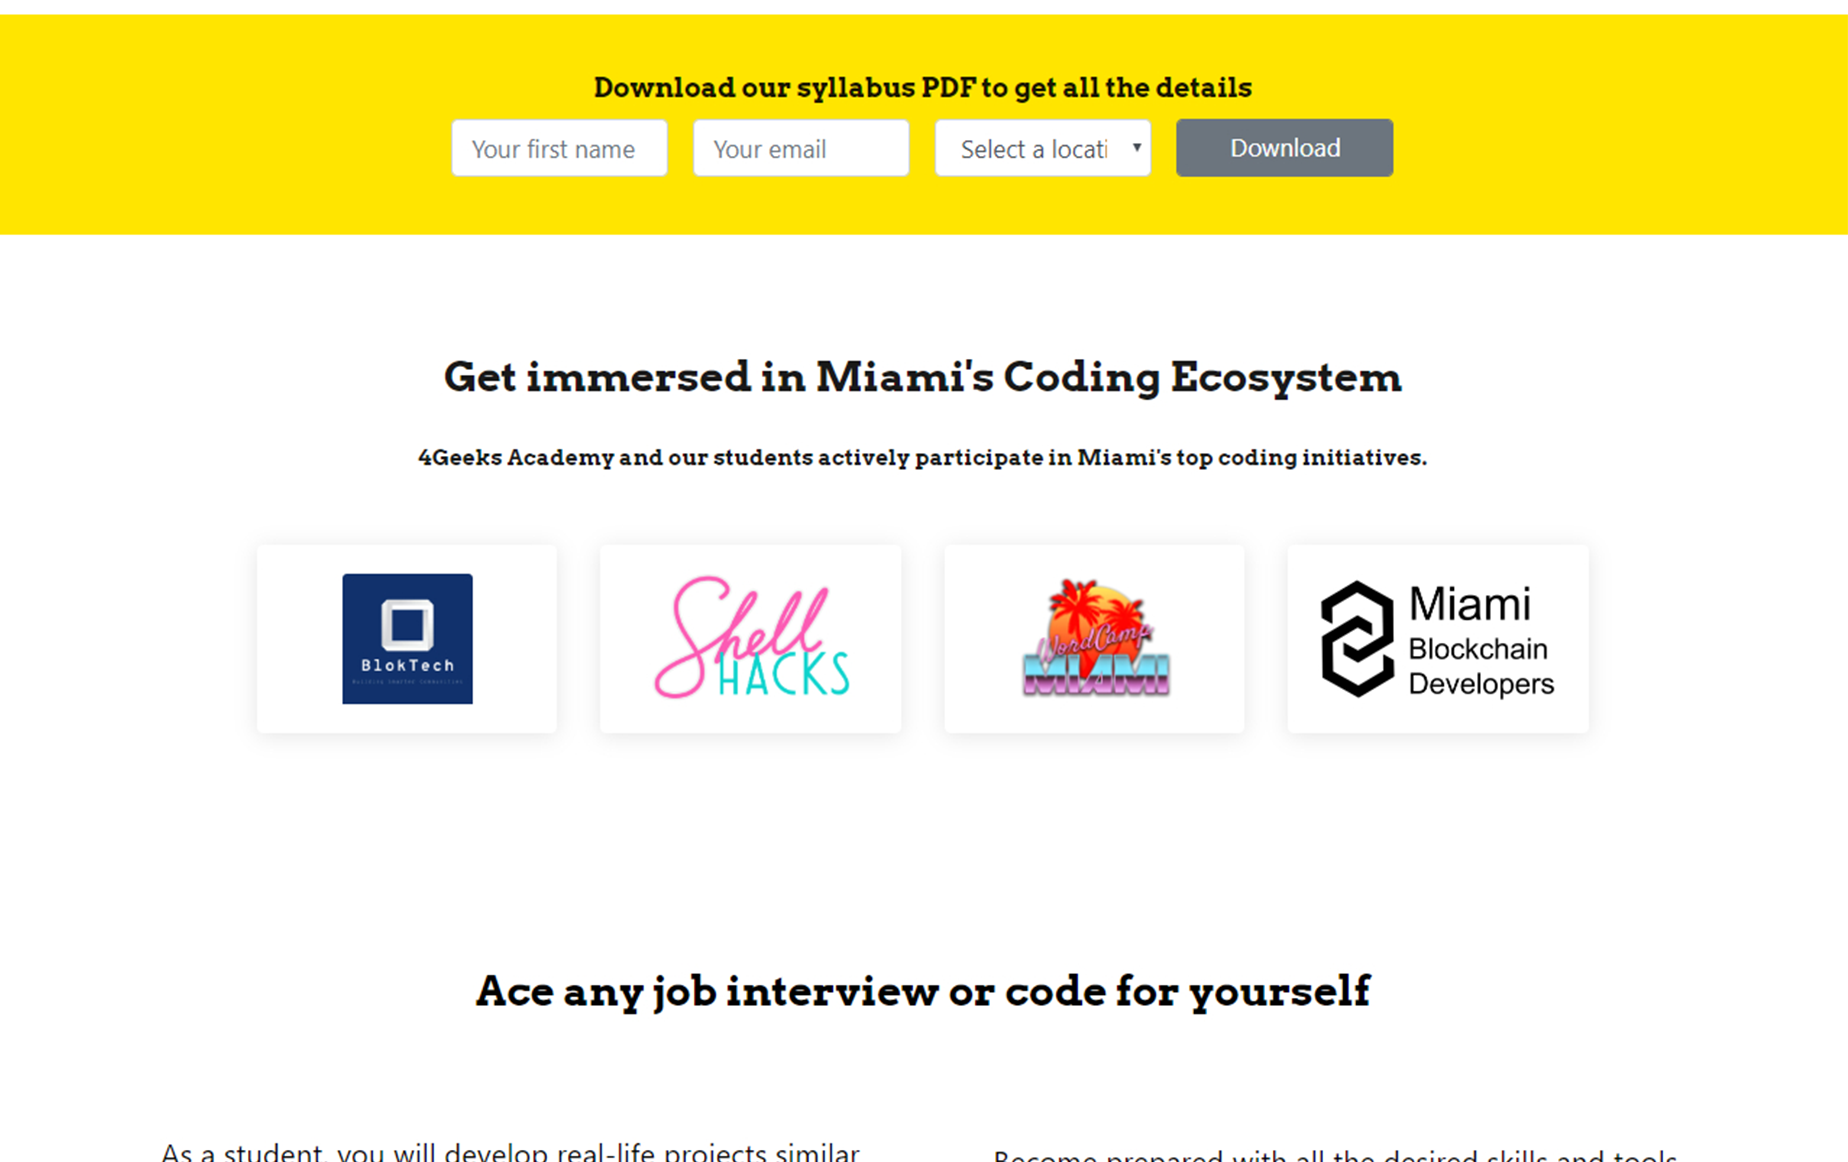 Download our syllabus PDF to get all the details
Your first name
Your email
Select a locati
Download
Get immersed in Miami's Coding Ecosystem
4Geeks Academy and our students actively participate in Miami's top coding initiatives.
BlokTech
Building Smarter Communities
Shell
HACKS
WordCamp
MIAMI
Miami
Blockchain
Developers
Ace any job interview or code for yourself
As a student, you will develop real-life projects similar
Become prepared with all the desired skills and tools